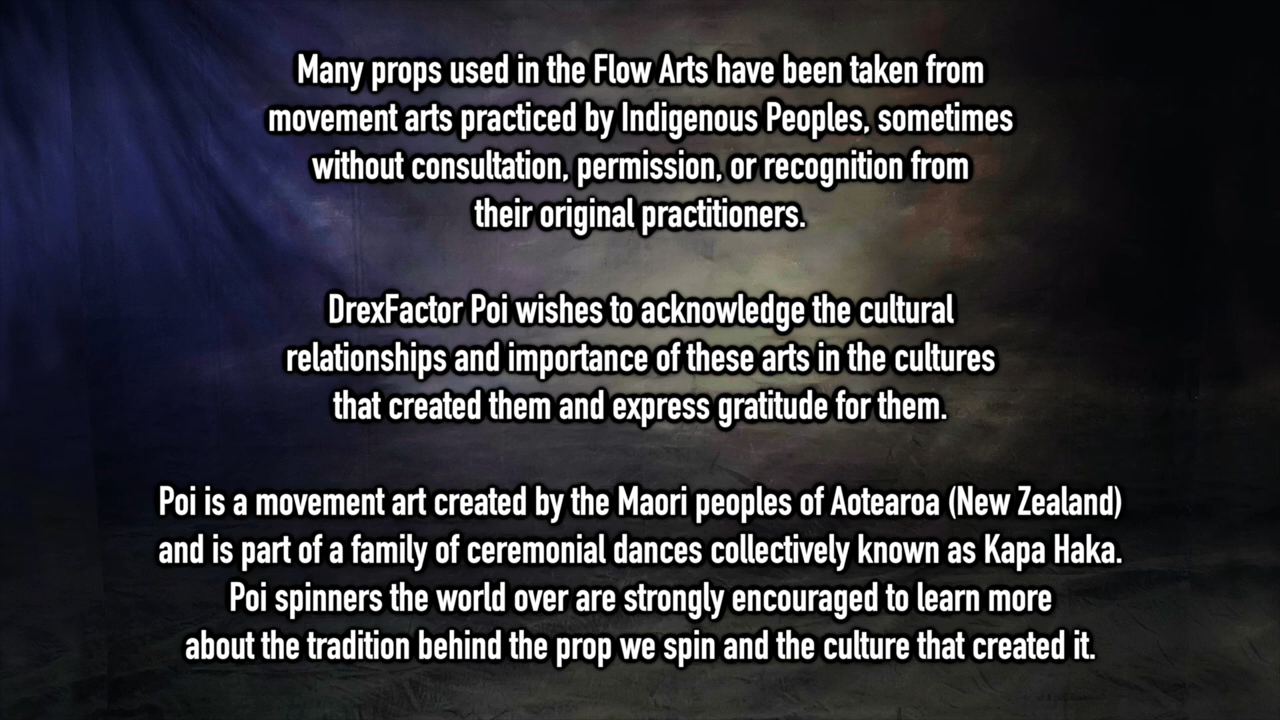 Many props used in the Flow Arts have been taken from
movement arts practiced by Indigenous Peoples, sometimes
without consultation, permission, or recognition from
their original practitioners.
DrexFactor Poi wishes to acknowledge the cultural
relationships and importance of these arts in the cultures
that created them and express gratitude for them.
Poi is a movement art created by the Maori peoples of Aotearoa (New Zealand)
and is part of a family of ceremonial dances collectively known as Kapa Haka.
Poi spinners the world over are strongly encouraged to learn more
about the tradition behind the prop we spin and the culture that created it.